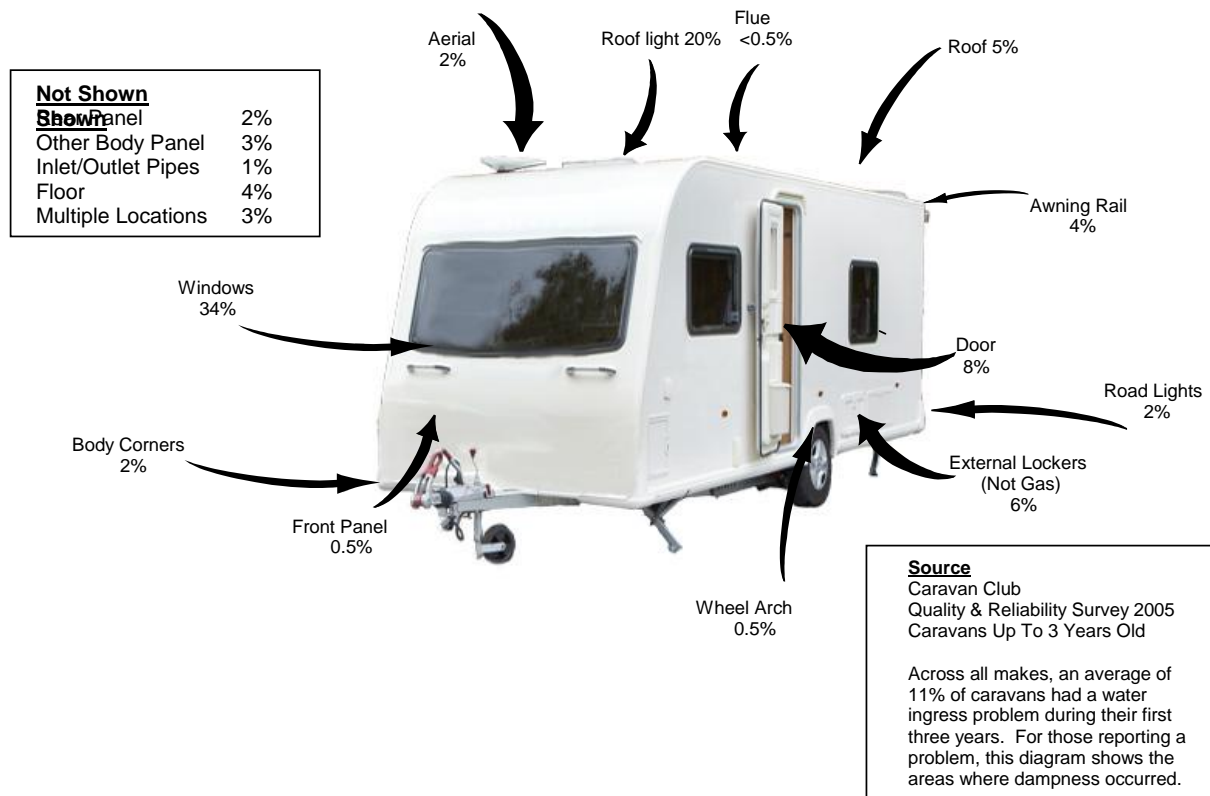 Aerial
2%
Roof light 20%
Flue
<0.5%
Roof 5%
Not Shown
Shown
Rear Panel 2%
Other Body Panel 3%
Inlet/Outlet Pipes 1%
Floor 4%
Multiple Locations 3%
Awning Rail
4%
Windows
34%
Door
8%
Road Lights
2%
Body Corners
2%
External Lockers
(Not Gas)
6%
Front Panel
0.5%
Wheel Arch
0.5%
Source
Caravan Club
Quality & Reliability Survey 2005
Caravans Up To 3 Years Old
Across all makes, an average of
11% of caravans had a water
ingress problem during their first
three years. For those reporting a
problem, this diagram shows the
areas where dampness occurred.